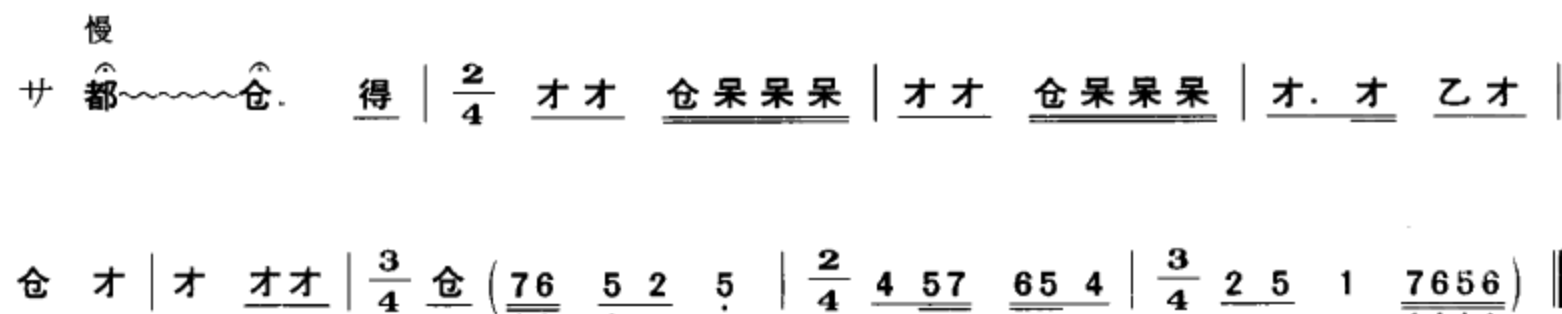 慢
サ 都~~~仓. 得 | 2/4 才才 仓呆呆呆 | 才才 仓呆呆呆 | 才. 才 乙才 |
仓 才 | 才 才才 | 3/4 仓 (76 5 2 5 | 2/4 4 57 65 4 | 3/4 2 5 1 7656) ‖